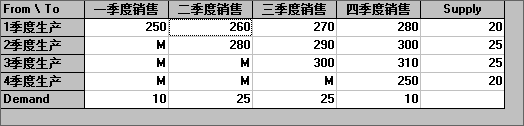 From \ To 一季度销售 二季度销售 三季度销售 四季度销售 Supply
1季度生产 250 260 270 280 20
2季度生产 M 280 290 300 25
3季度生产 M M 300 310 25
4季度生产 M M M 250 20
Demand 10 25 25 10